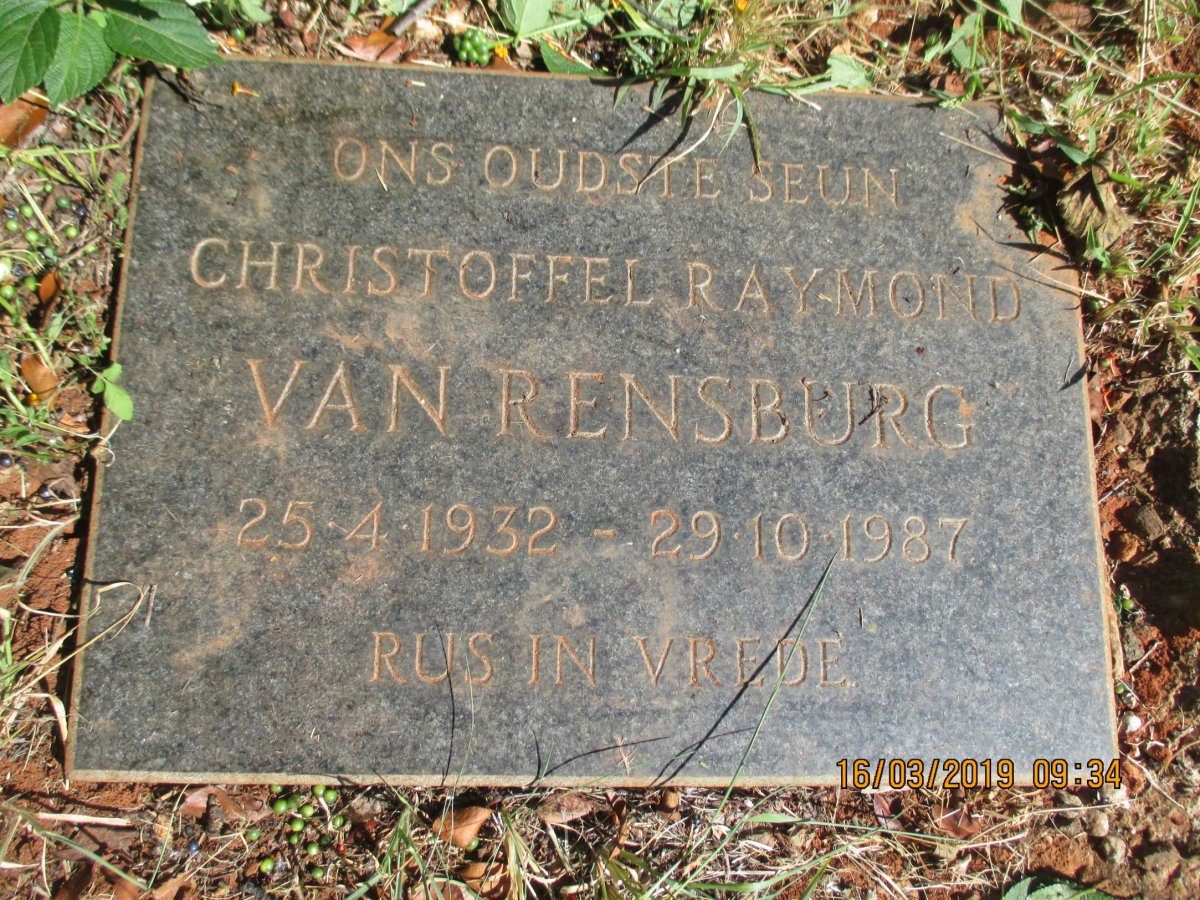 ONS OUDSTE SEUN
CHRISTOFFEL RAYMOND
VAN RENSBURG
25·4·1932 – 29·10·1987
RUS IN VREDE
16/03/2019 09:34